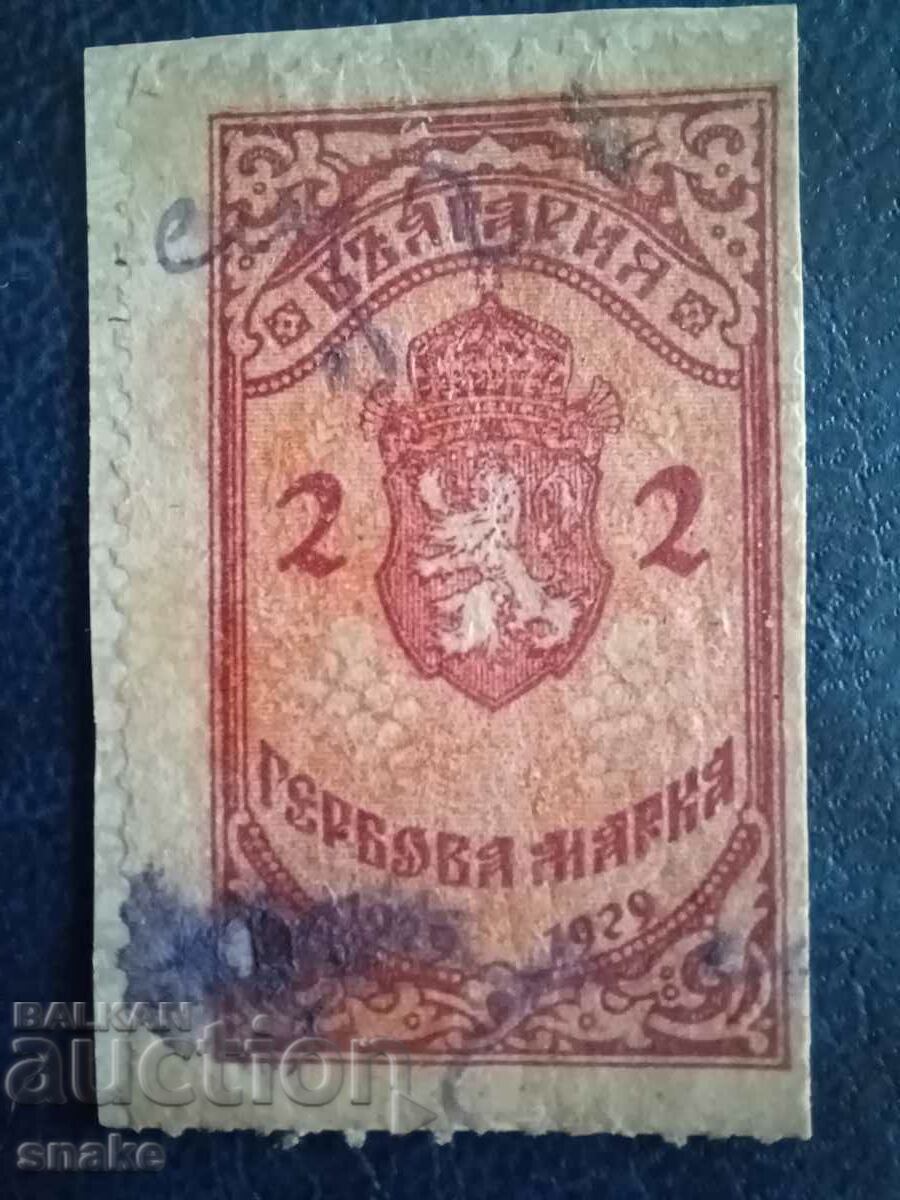 БЪЛГАРИЯ
2 2
ГЕРБОВА МАРКА
1929
BALKAN
auction
snake